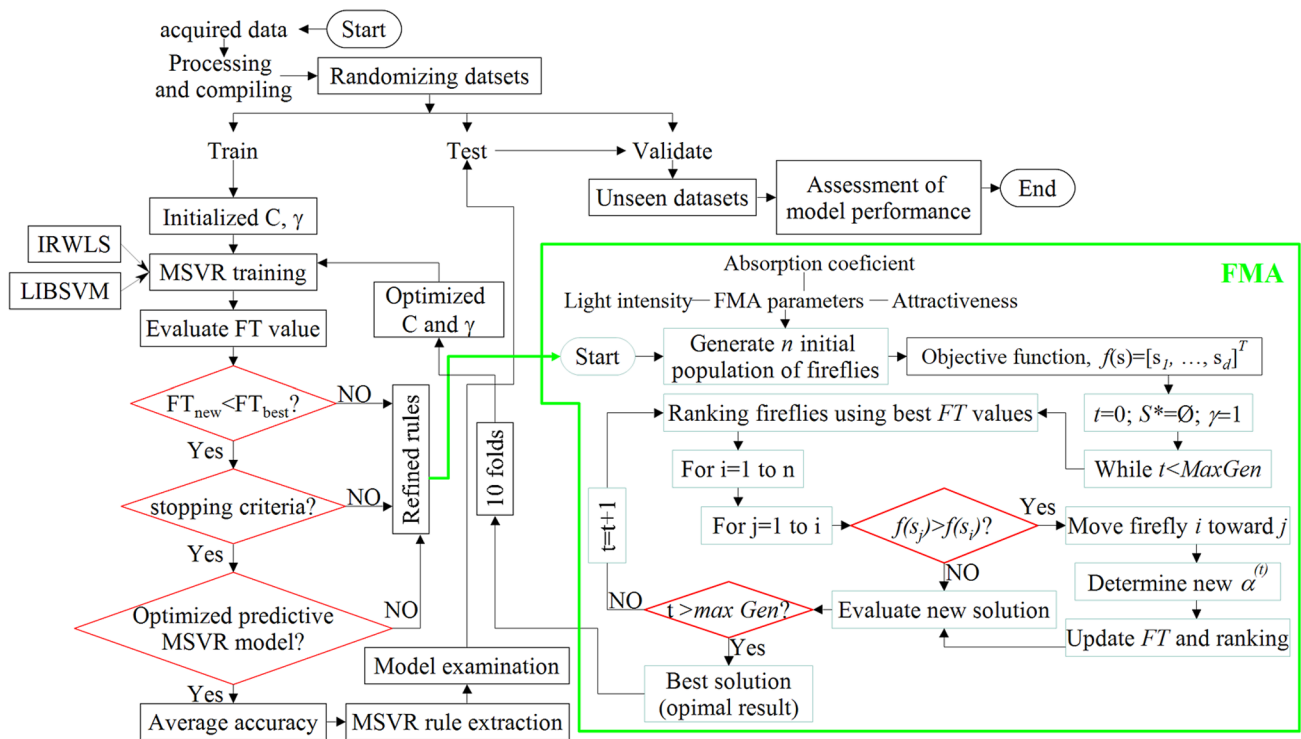 acquired data
Start
Processing
and compiling
Randomizing datsets
Train
Test
Validate
Unseen datasets
Assessment of
model performance
End
Initialized C, γ
IRWLS
LIBSVM
MSVR training
Evaluate FT value
Optimized
C and γ
FTnew<FTbest?
NO
Yes
stopping criteria?
NO
Yes
Optimized predictive
MSVR model?
NO
Yes
Refined rules
10 folds
Average accuracy
MSVR rule extraction
Model examination
FMA
Absorption coeficient
Light intensity
FMA parameters
Attractiveness
Start
Generate n initial
population of fireflies
Objective function, f(s)=[s1, …, sd]T
t=0; S*=Ø; γ=1
While t<MaxGen
Ranking fireflies using best FT values
For i=1 to n
For j=1 to i
f(sj)>f(si)?
Yes
NO
Move firefly i toward j
Determine new α(t)
Update FT and ranking
Evaluate new solution
t >max Gen?
NO
Yes
t=t+1
Best solution
(opimal result)